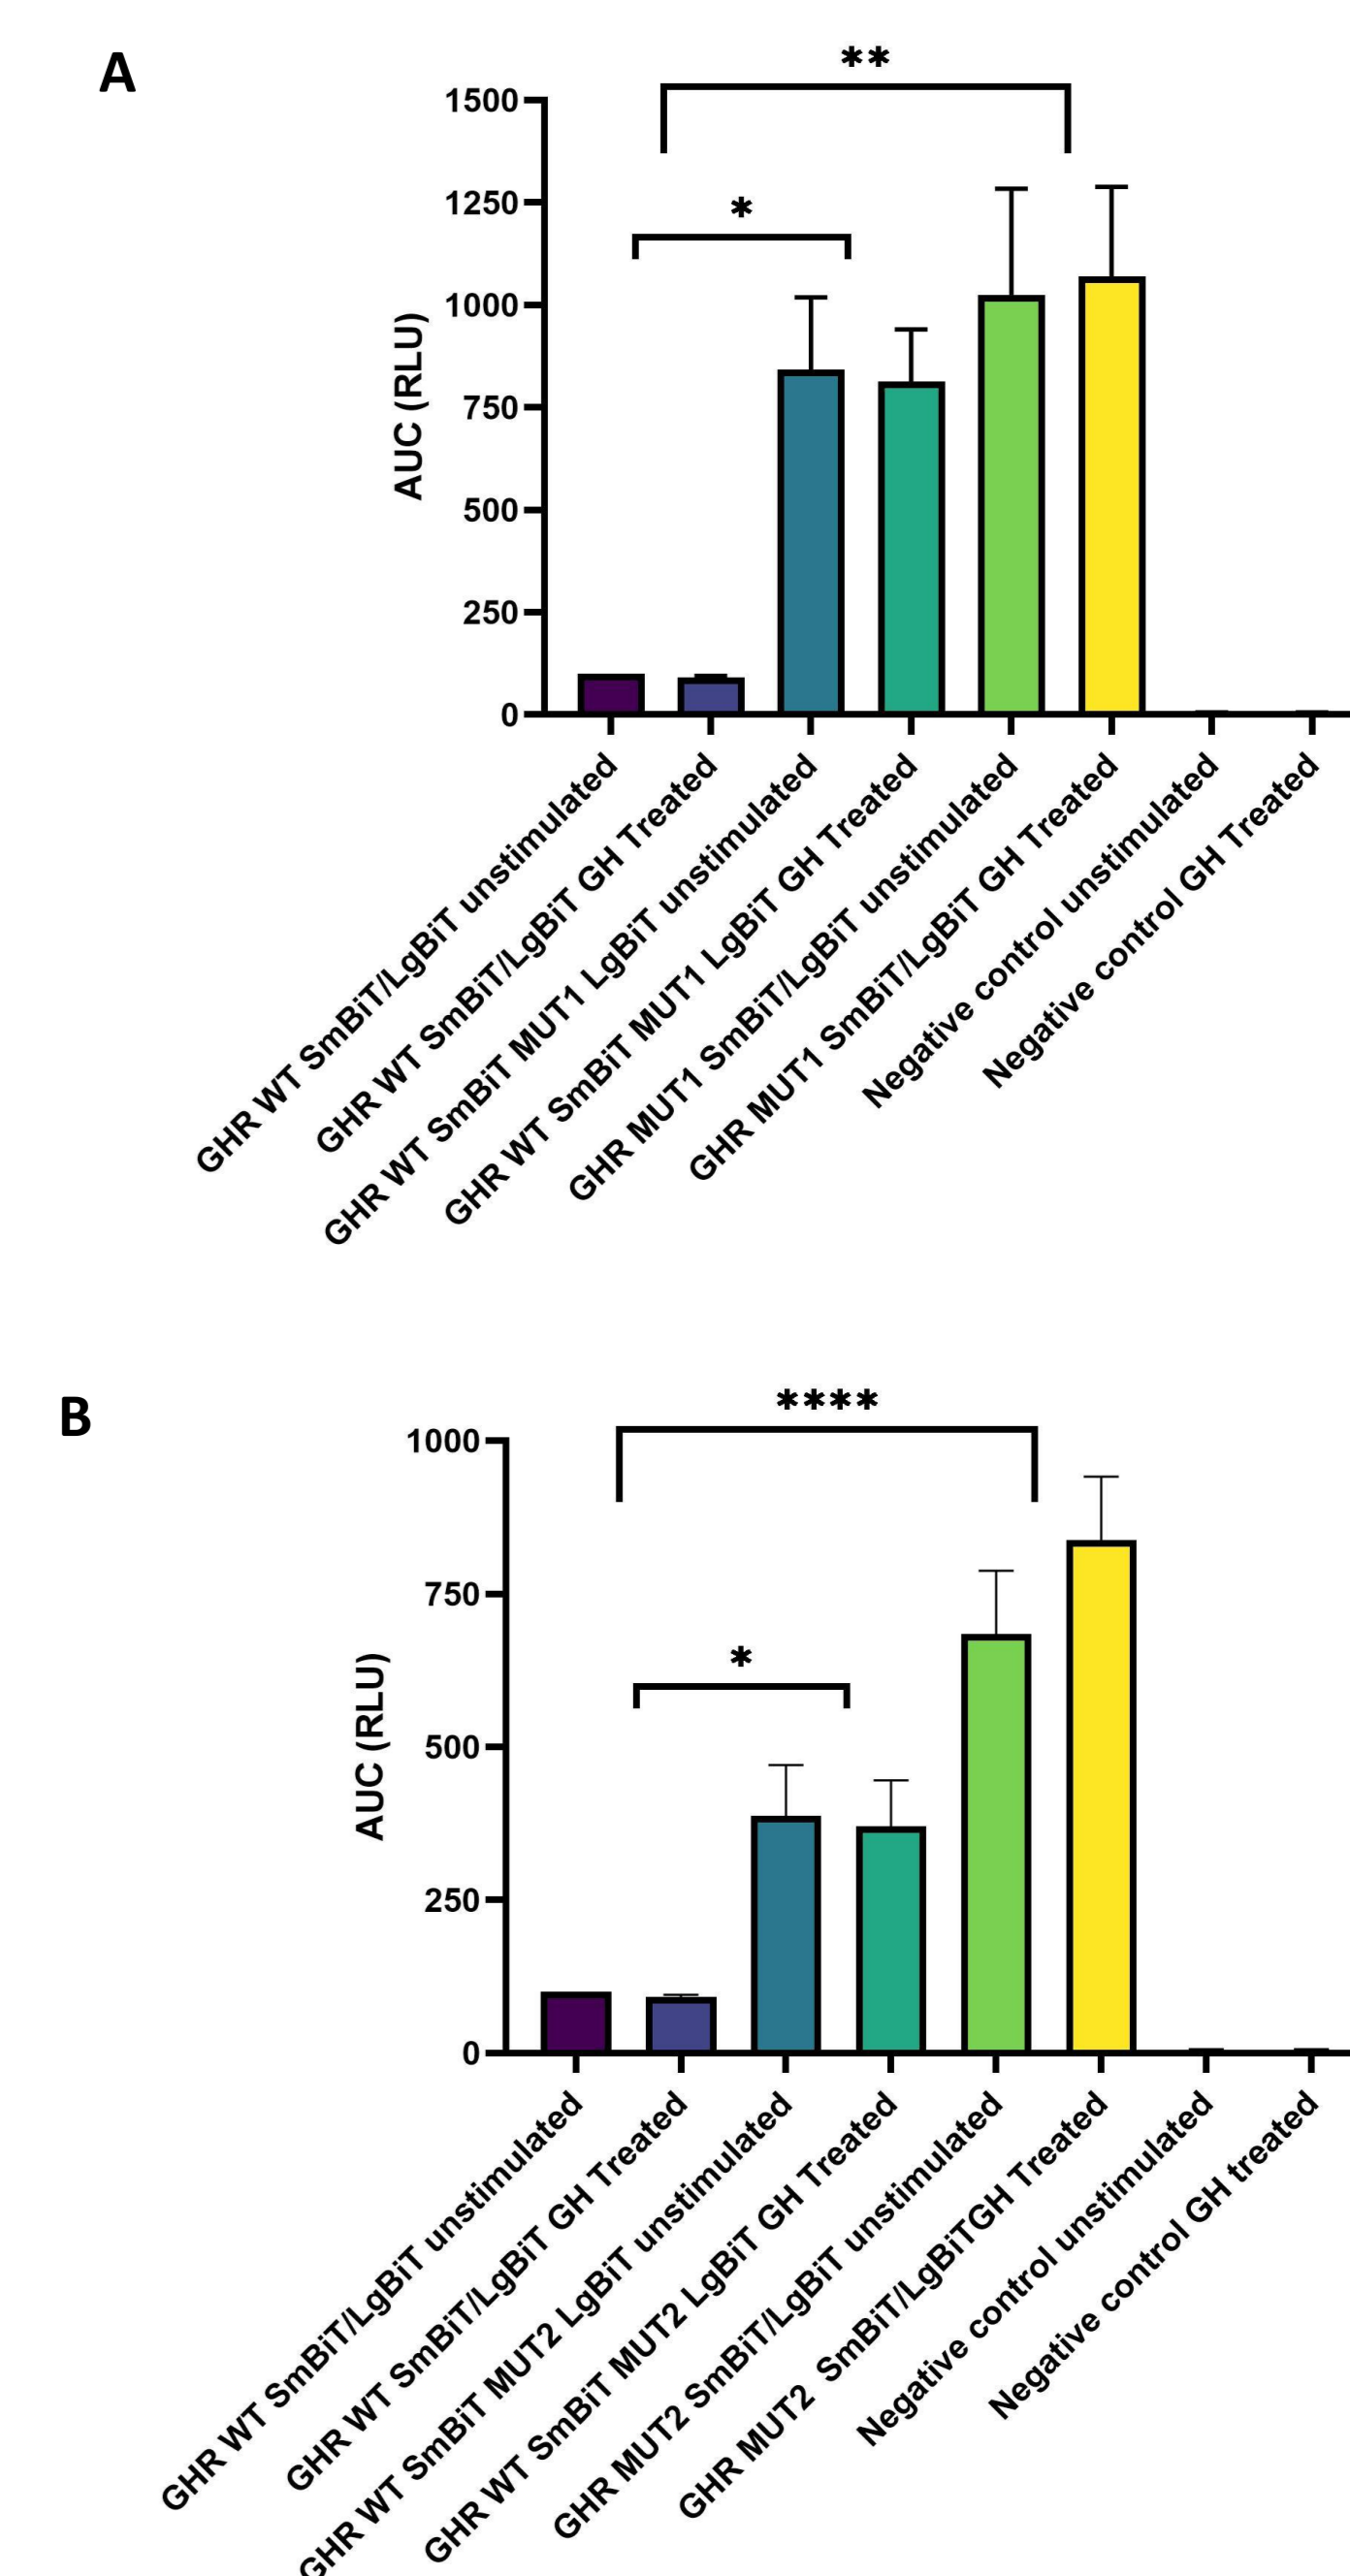 A
**
1500
1250
*
1000
750
500
250
0
AUC (RLU)
GHR WT SmBiT/LgBiT unstimulated
GHR WT SmBiT/LgBiT GH Treated
GHR WT SmBiT MUT1 LgBiT unstimulated
GHR WT SmBiT MUT1 LgBiT GH Treated
GHR MUT1 SmBiT/LgBiT unstimulated
GHR MUT1 SmBiT/LgBiT GH Treated
Negative control unstimulated
Negative control GH Treated
B
****
1000
750
*
500
250
0
AUC (RLU)
GHR WT SmBiT/LgBiT unstimulated
GHR WT SmBiT/LgBiT GH Treated
GHR WT SmBiT MUT2 LgBiT unstimulated
GHR WT SmBiT MUT2 LgBiT GH Treated
GHR MUT2 SmBiT/LgBiT unstimulated
GHR MUT2 SmBiT/LgBiTGH Treated
Negative control unstimulated
Negative control GH treated